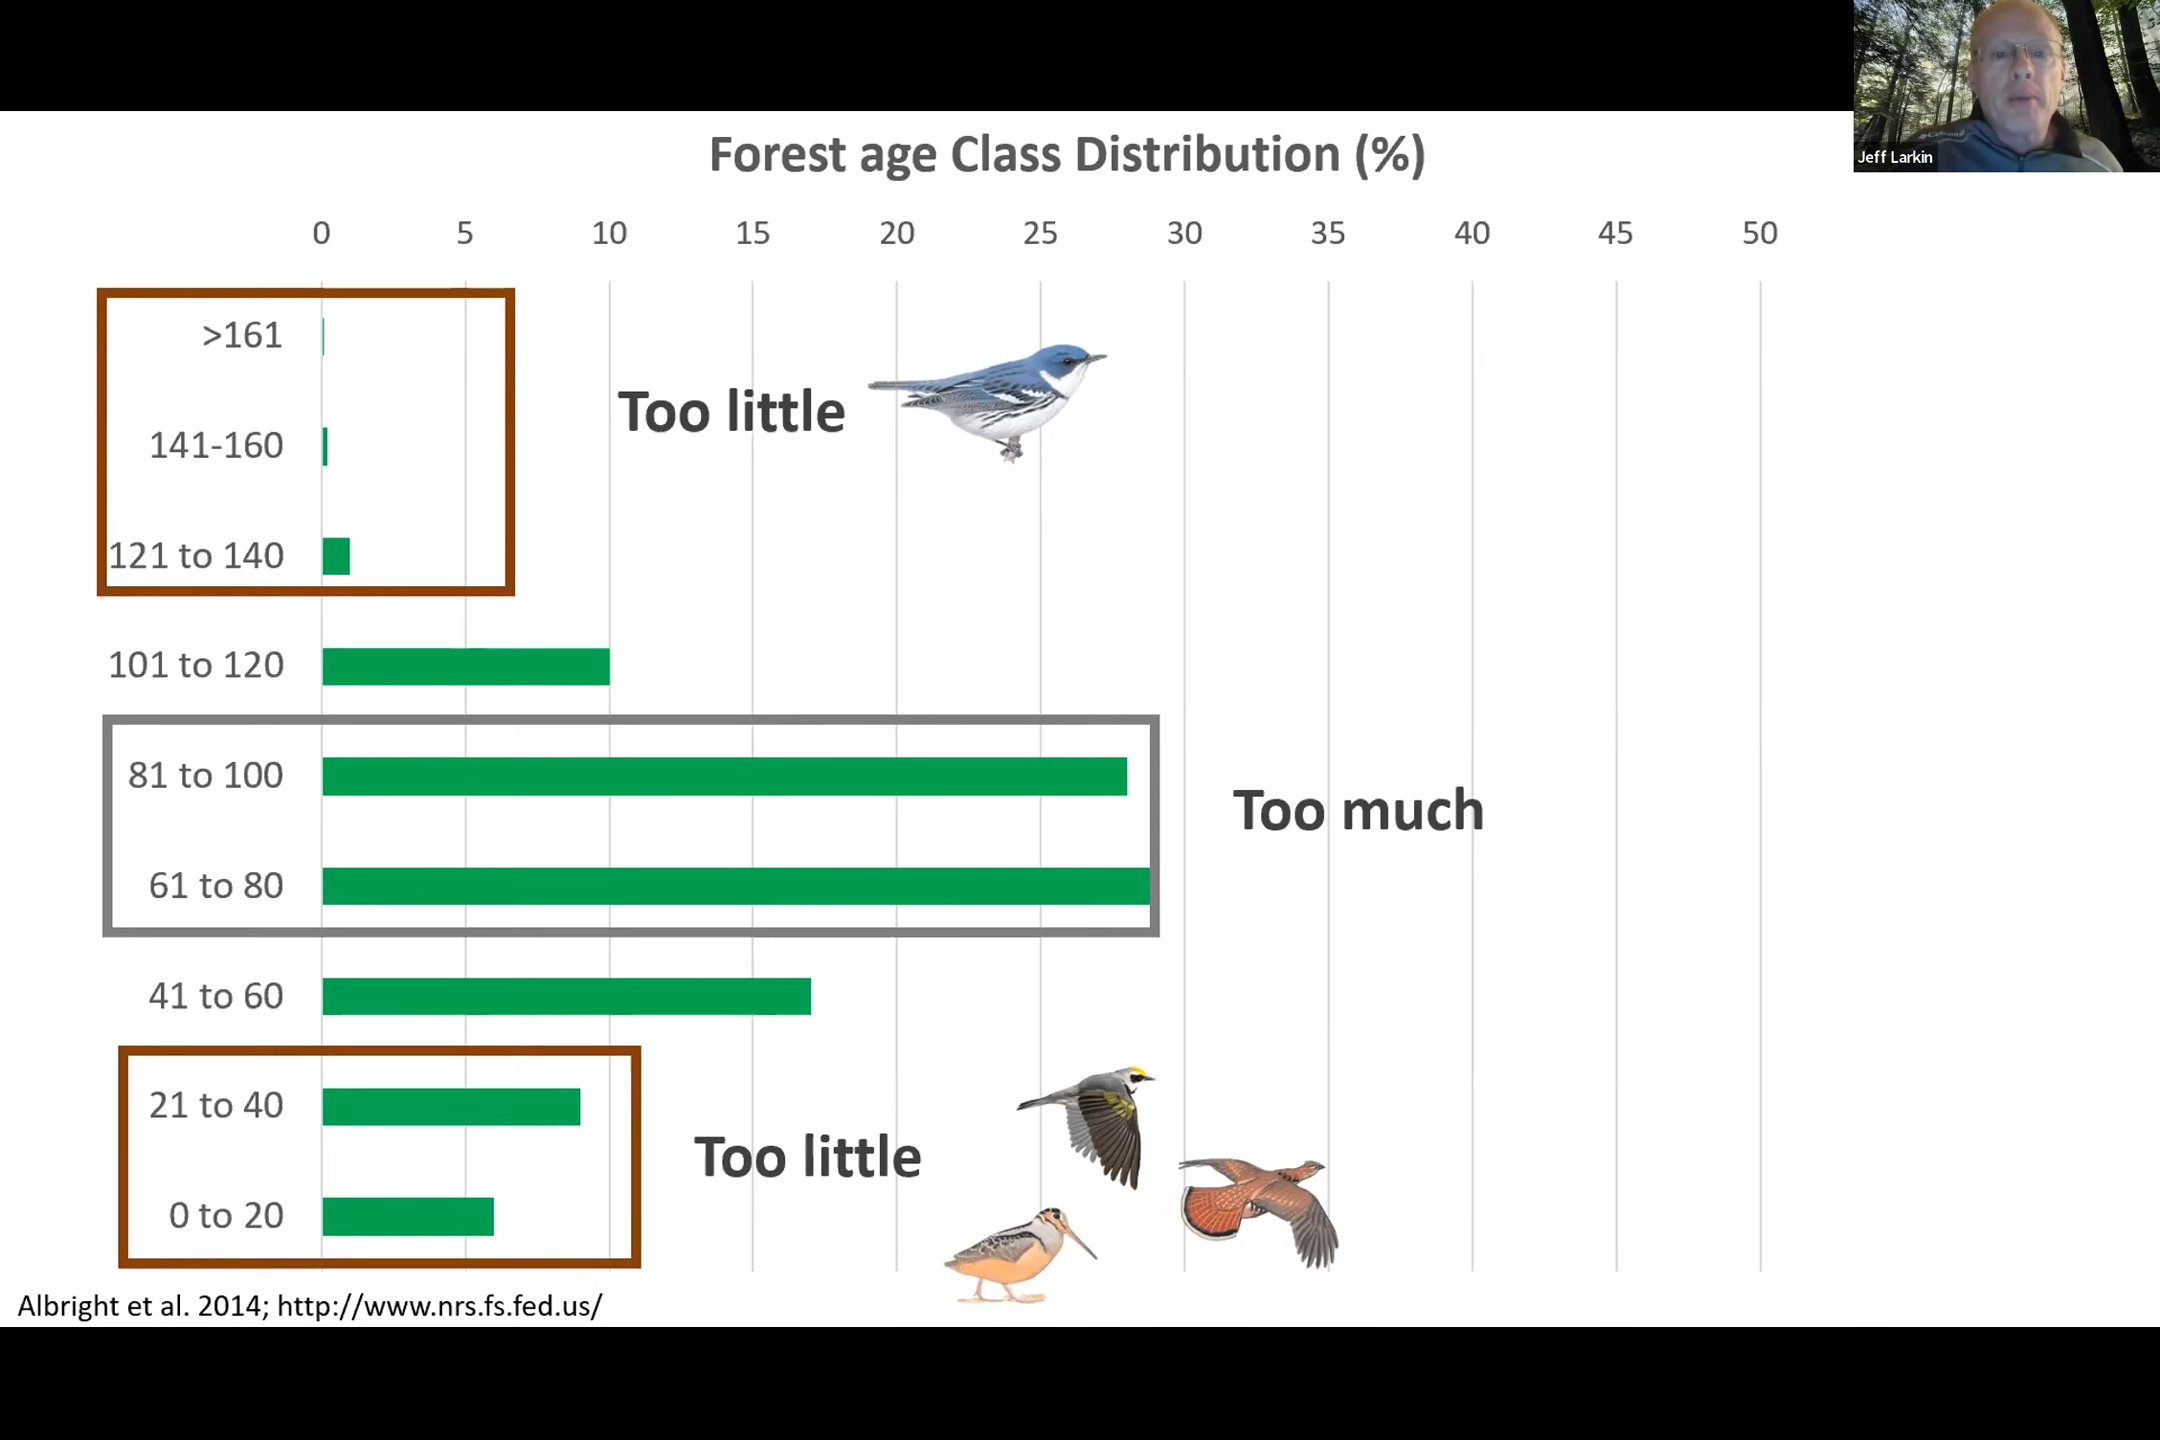 Forest age Class Distribution (%)
Jeff Larkin
0 5 10 15 20 25 30 35 40 45 50
>161
Too little
141-160
121 to 140
101 to 120
81 to 100
Too much
61 to 80
41 to 60
21 to 40
Too little
0 to 20
Albright et al. 2014; http://www.nrs.fs.fed.us/